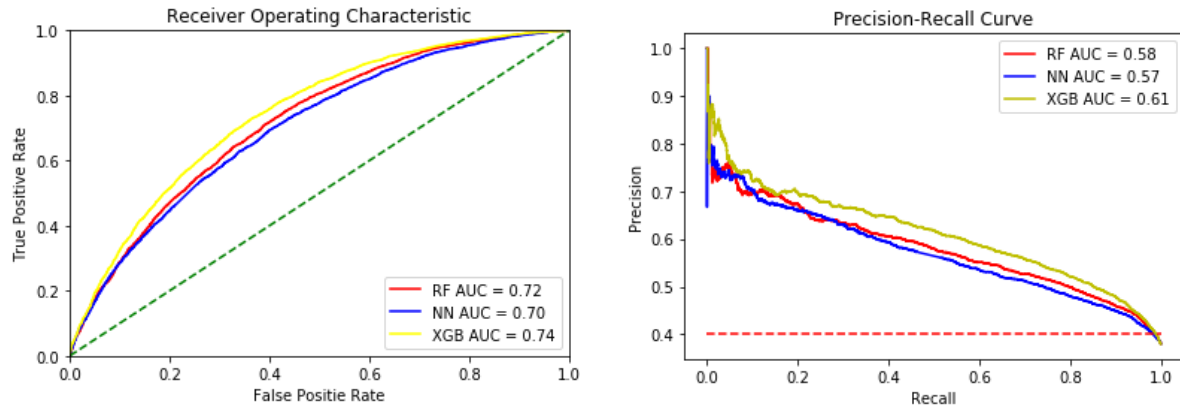 Receiver Operating Characteristic
1.0
0.8
0.6
0.4
0.2
0.0
True Positive Rate
RF AUC = 0.72
NN AUC = 0.70
XGB AUC = 0.74
0.0 0.2 0.4 0.6 0.8 1.0
False Positie Rate
Precision-Recall Curve
1.0
0.9
0.8
0.7
0.6
0.5
0.4
Precision
RF AUC = 0.58
NN AUC = 0.57
XGB AUC = 0.61
0.0 0.2 0.4 0.6 0.8 1.0
Recall